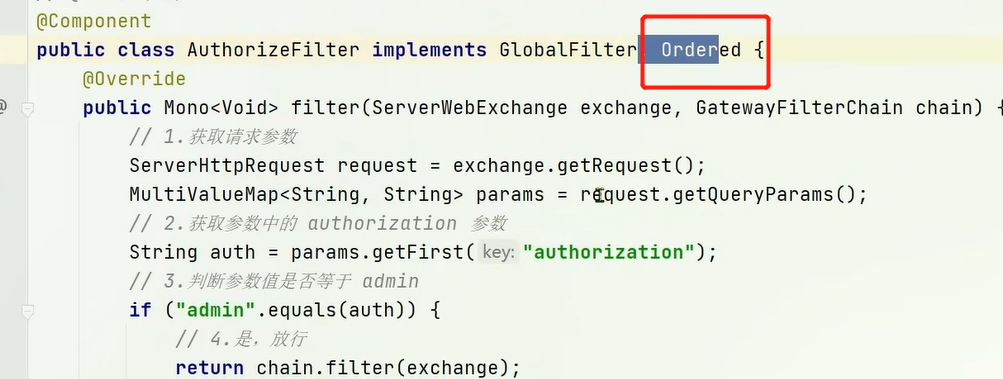 @Component
public class AuthorizeFilter implements GlobalFilter, Ordered {
@Override
public Mono<Void> filter(ServerWebExchange exchange, GatewayFilterChain chain) {
// 1.获取请求参数
ServerHttpRequest request = exchange.getRequest();
MultiValueMap<String, String> params = request.getQueryParams();
// 2.获取参数中的 authorization 参数
String auth = params.getFirst( key: "authorization");
// 3.判断参数值是否等于 admin
if ("admin".equals(auth)) {
// 4.是，放行
return chain.filter(exchange);